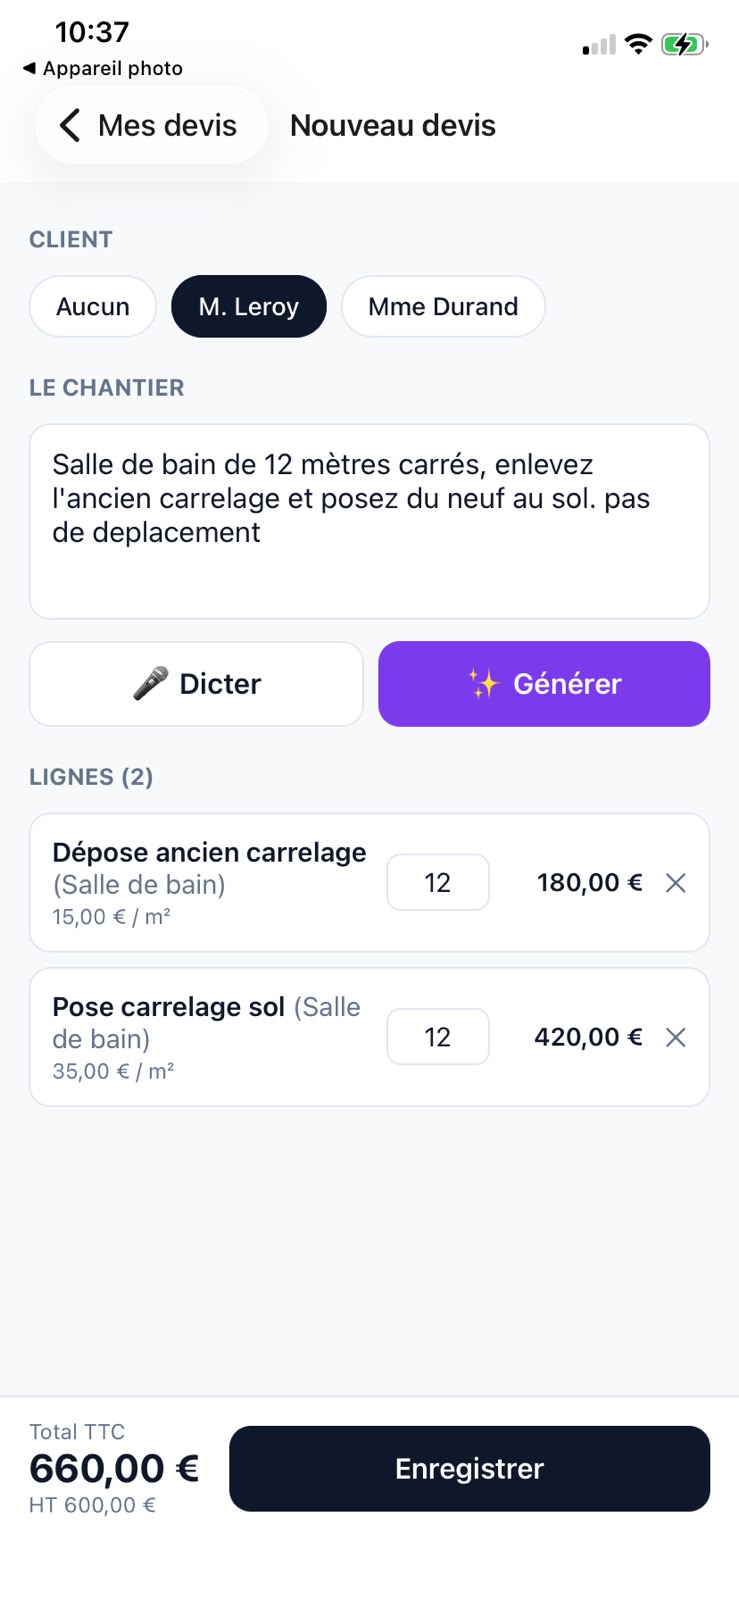 10:37
◀ Appareil photo
Mes devis
Nouveau devis
CLIENT
Aucun
M. Leroy
Mme Durand
LE CHANTIER
Salle de bain de 12 mètres carrés, enlevez
l'ancien carrelage et posez du neuf au sol. pas
de deplacement
Dicter
Générer
LIGNES (2)
Dépose ancien carrelage
(Salle de bain)
15,00 € / m²
12
180,00 €
Pose carrelage sol (Salle
de bain)
35,00 € / m²
12
420,00 €
Total TTC
660,00 €
HT 600,00 €
Enregistrer